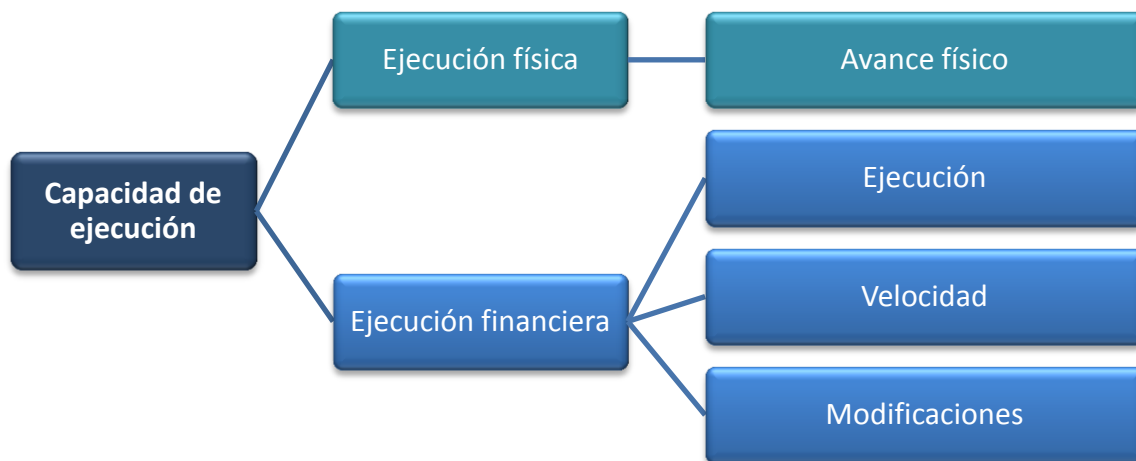 Ejecución física
Avance físico
Capacidad de
ejecución
Ejecución
Ejecución financiera
Velocidad
Modificaciones